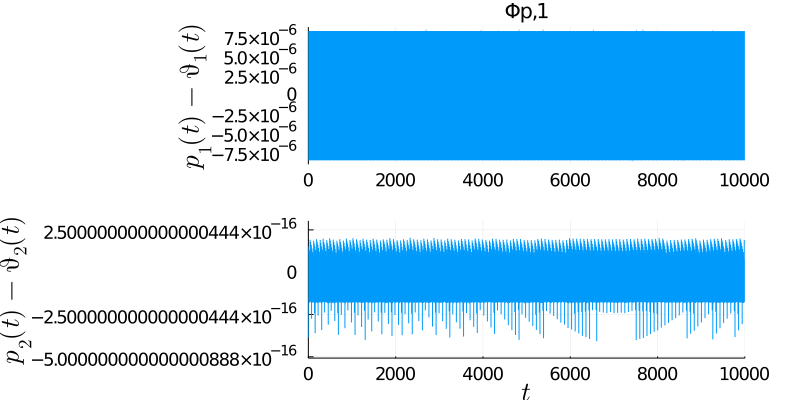 Φp,1
p₁(t) − ϑ₁(t)
7.5×10⁻⁶
5.0×10⁻⁶
2.5×10⁻⁶
0
−2.5×10⁻⁶
−5.0×10⁻⁶
−7.5×10⁻⁶
0 2000 4000 6000 8000 10000
p₂(t) − ϑ₂(t)
2.5000000000000000444×10⁻¹⁶
0
−2.5000000000000000444×10⁻¹⁶
−5.0000000000000000888×10⁻¹⁶
0 2000 4000 6000 8000 10000
t